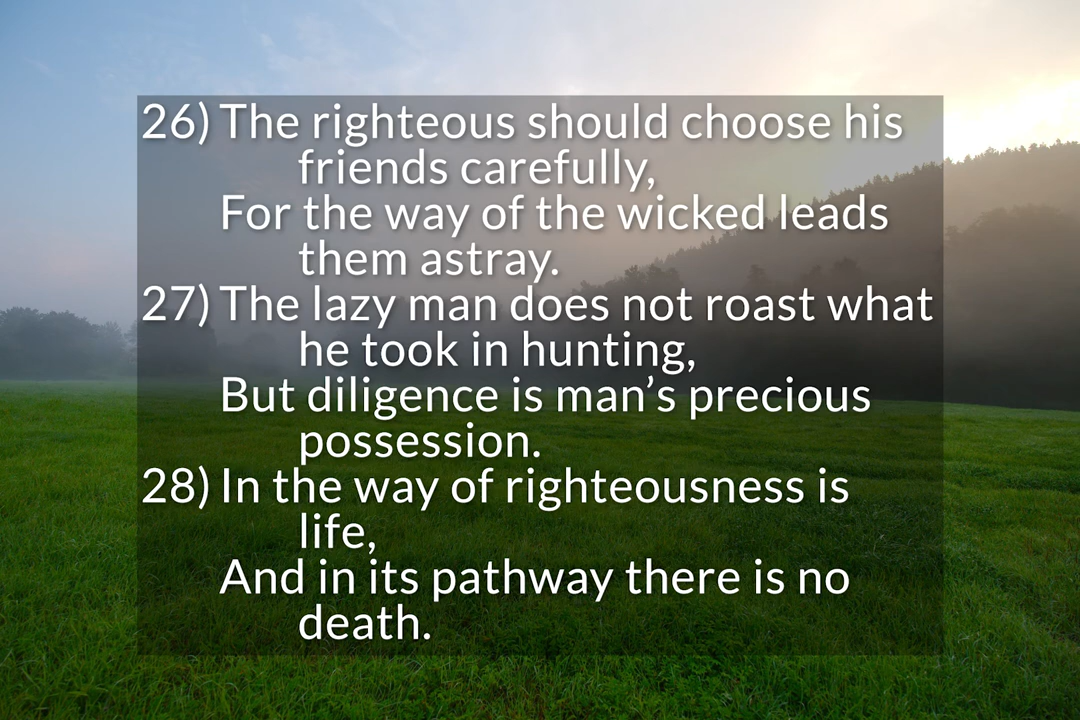 26) The righteous should choose his
friends carefully,
For the way of the wicked leads
them astray.
27) The lazy man does not roast what
he took in hunting,
But diligence is man’s precious
possession.
28) In the way of righteousness is
life,
And in its pathway there is no
death.